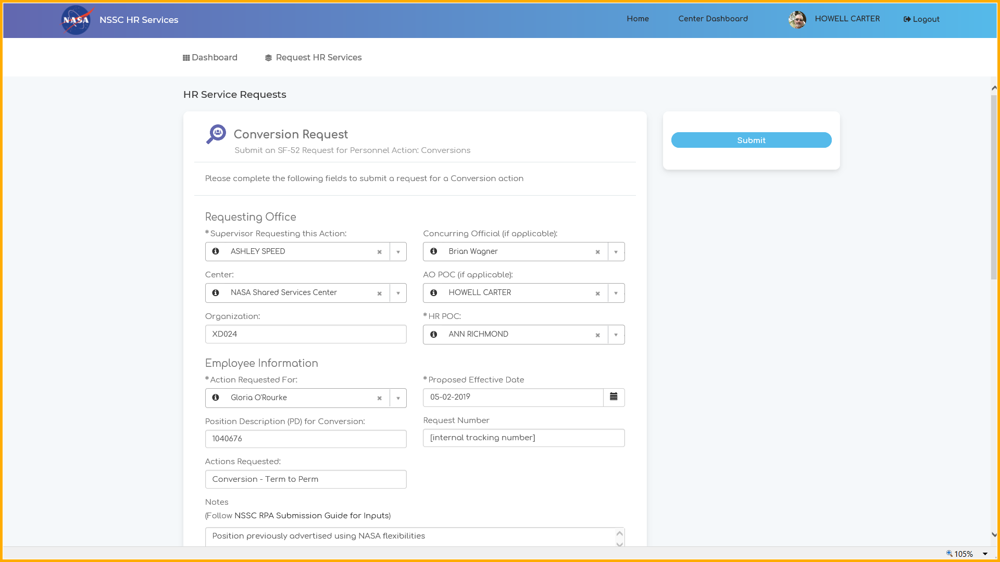 NASA
NSSC HR Services
Home
Center Dashboard
HOWELL CARTER
Logout
Dashboard
Request HR Services
HR Service Requests
Conversion Request
Submit an SF-52 Request for Personnel Action: Conversions
Submit
Please complete the following fields to submit a request for a Conversion action
Requesting Office
* Supervisor Requesting this Action:
Concurring Official (if applicable):
ASHLEY SPEED
Brian Wagner
Center:
AO POC (if applicable):
NASA Shared Services Center
HOWELL CARTER
Organization:
* HR POC:
XD024
ANN RICHMOND
Employee Information
* Action Requested For:
* Proposed Effective Date
Gloria O'Rourke
05-02-2019
Position Description (PD) for Conversion:
Request Number
1040676
[internal tracking number]
Actions Requested:
Conversion - Term to Perm
Notes
(Follow NSSC RPA Submission Guide for Inputs)
Position previously advertised using NASA flexibilities
105%